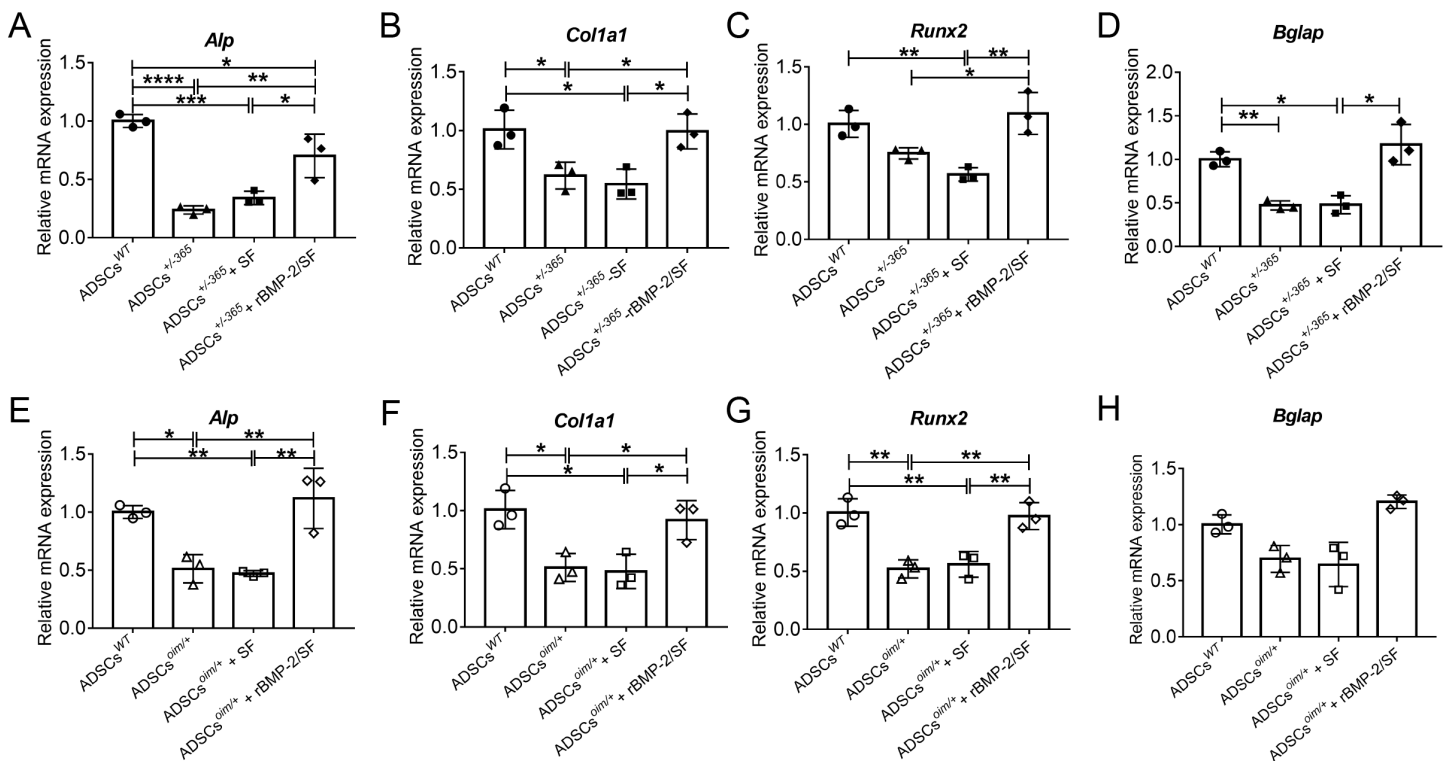 A
Alp
Relative mRNA expression
*
**** **
*** *
1.5
1.0
0.5
0.0
ADSCs^WT
ADSCs^+/-365
ADSCs^+/-365 + SF
ADSCs^+/-365 + rBMP-2/SF
B
Col1a1
Relative mRNA expression
* *
* *
1.5
1.0
0.5
0.0
ADSCs^WT
ADSCs^+/-365
ADSCs^+/-365 -SF
ADSCs^+/-365 -rBMP-2/SF
C
Runx2
Relative mRNA expression
** **
*
1.5
1.0
0.5
0.0
ADSCs^WT
ADSCs^+/-365
ADSCs^+/-365 + SF
ADSCs^+/-365 + rBMP-2/SF
D
Bglap
Relative mRNA expression
* *
**
2.0
1.5
1.0
0.5
0.0
ADSCs^WT
ADSCs^+/-365
ADSCs^+/-365 + SF
ADSCs^+/-365 + rBMP-2/SF
E
Alp
Relative mRNA expression
* **
** **
1.5
1.0
0.5
0.0
ADSCs^WT
ADSCs^oim/+
ADSCs^oim/+ + SF
ADSCs^oim/+ + rBMP-2/SF
F
Col1a1
Relative mRNA expression
* *
* *
1.5
1.0
0.5
0.0
ADSCs^WT
ADSCs^oim/+
ADSCs^oim/+ + SF
ADSCs^oim/+ + rBMP-2/SF
G
Runx2
Relative mRNA expression
** **
** **
1.5
1.0
0.5
0.0
ADSCs^WT
ADSCs^oim/+
ADSCs^oim/+ + SF
ADSCs^oim/+ + rBMP-2/SF
H
Bglap
Relative mRNA expression
1.5
1.0
0.5
0.0
ADSCs^WT
ADSCs^oim/+
ADSCs^oim/+ + SF
ADSCs^oim/+ + rBMP-2/SF